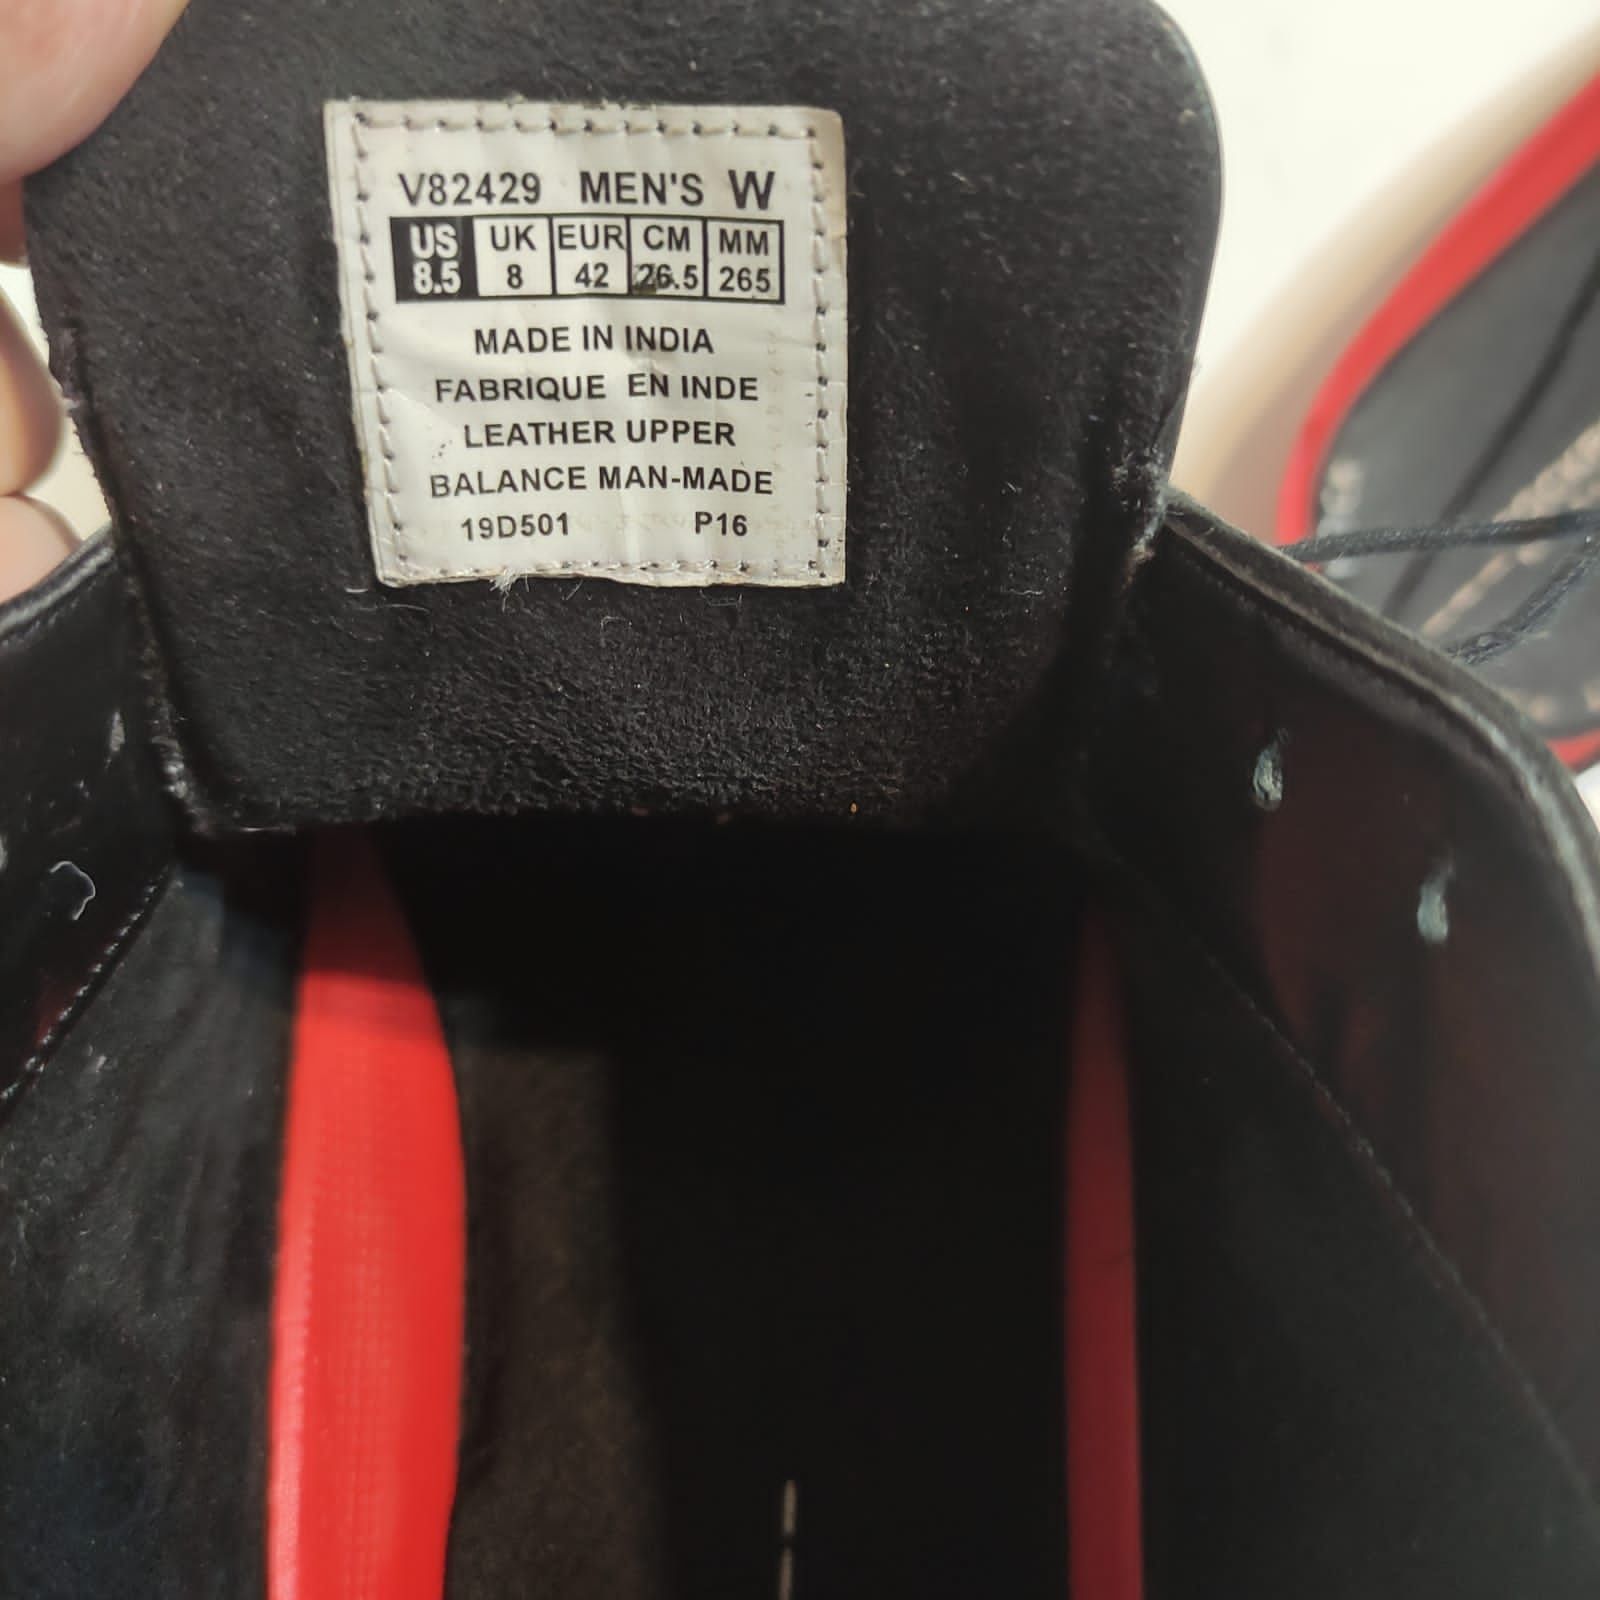 V82429 MEN'S W
US UK EUR CM MM
8.5 8 42 26.5 265
MADE IN INDIA
FABRIQUE EN INDE
LEATHER UPPER
BALANCE MAN-MADE
19D501 P16